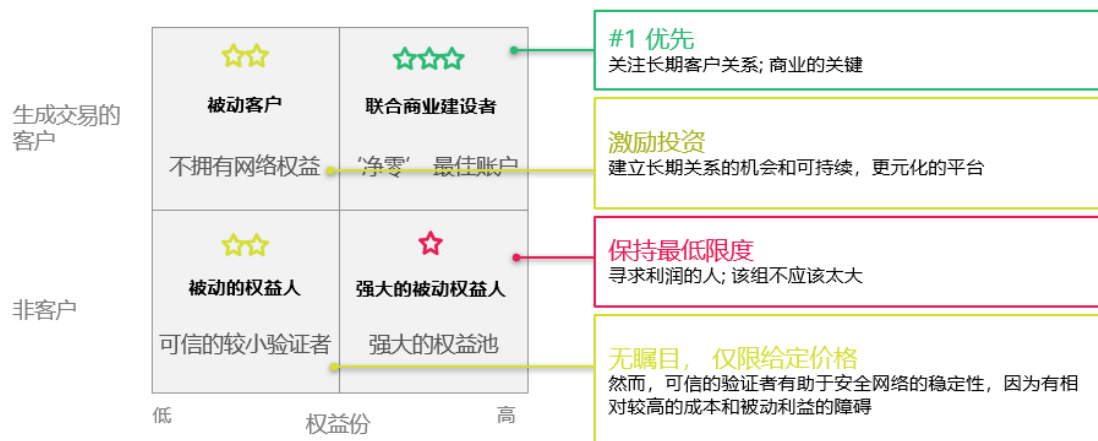 生成交易的
客户
被动客户
不拥有网络权益
联合商业建设者
‘净零’ 最佳账户
非客户
被动的权益人
可信的较小验证者
强大的被动权益人
强大的权益池
低
权益份
高
#1 优先
关注长期客户关系; 商业的关键
激励投资
建立长期关系的机会和可持续，更元化的平台
保持最低限度
寻求利润的人; 该组不应该太大
无瞩目， 仅限给定价格
然而，可信的验证者有助于安全网络的稳定性，因为有相
对较高的成本和被动利益的障碍